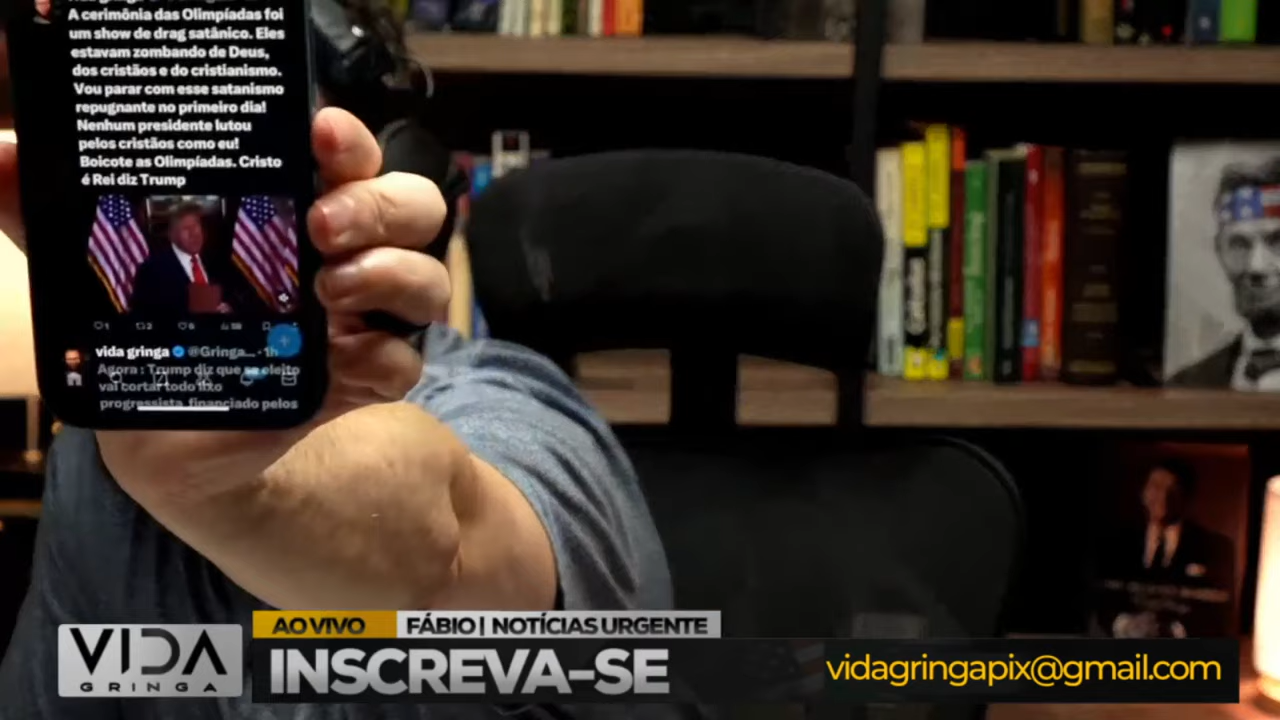 A cerimônia das Olimpíadas foi
um show de drag satânico. Eles
estavam zombando de Deus,
dos cristãos e do cristianismo.
Vou parar com esse satanismo
repugnante no primeiro dia!
Nenhum presidente lutou
pelos cristãos como eu!
Boicote as Olimpíadas. Cristo
é Rei diz Trump
vida gringa @Gringa... · 1h
Agora : Trump diz que se eleito
vai cortar todo lixo
progressista financiado pelos
AO VIVO
FÁBIO | NOTÍCIAS URGENTE
VIDA
GRINGA
INSCREVA-SE
vidagringapix@gmail.com